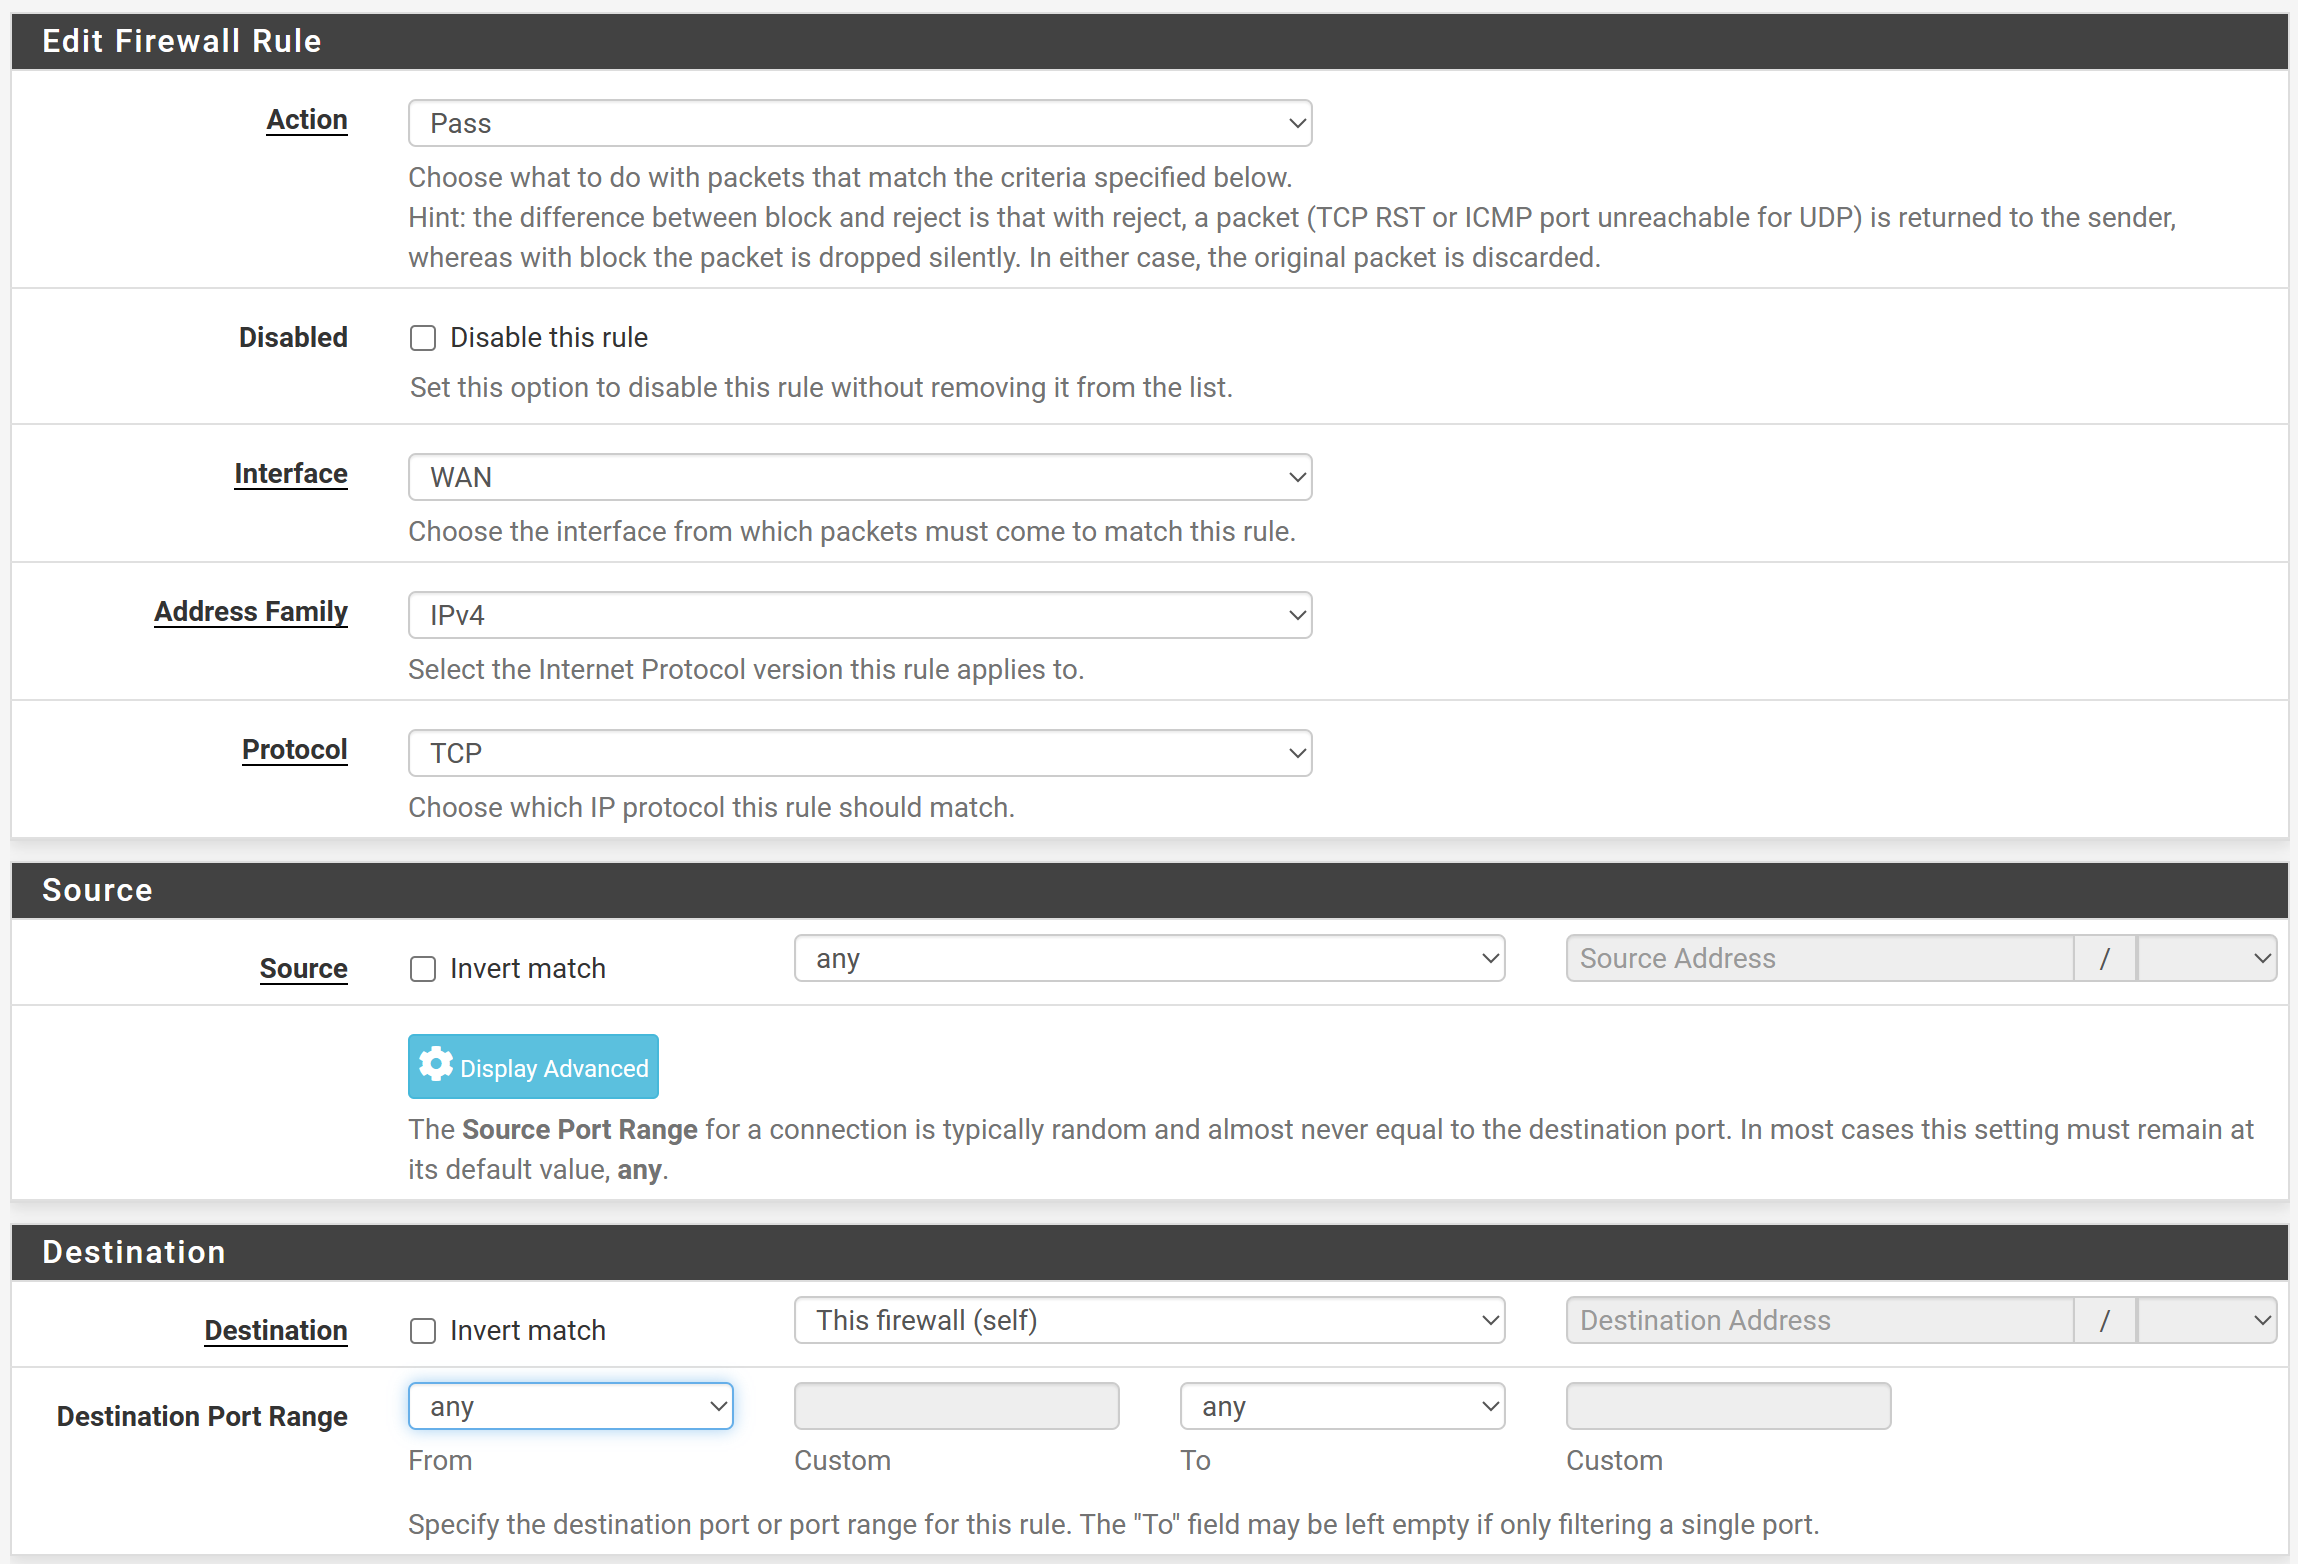 Edit Firewall Rule
Action
Pass
Choose what to do with packets that match the criteria specified below.
Hint: the difference between block and reject is that with reject, a packet (TCP RST or ICMP port unreachable for UDP) is returned to the sender,
whereas with block the packet is dropped silently. In either case, the original packet is discarded.
Disabled
Disable this rule
Set this option to disable this rule without removing it from the list.
Interface
WAN
Choose the interface from which packets must come to match this rule.
Address Family
IPv4
Select the Internet Protocol version this rule applies to.
Protocol
TCP
Choose which IP protocol this rule should match.
Source
Source
Invert match
any
Source Address
/
Display Advanced
The Source Port Range for a connection is typically random and almost never equal to the destination port. In most cases this setting must remain at
its default value, any.
Destination
Destination
Invert match
This firewall (self)
Destination Address
/
Destination Port Range
any
any
From
Custom
To
Custom
Specify the destination port or port range for this rule. The "To" field may be left empty if only filtering a single port.